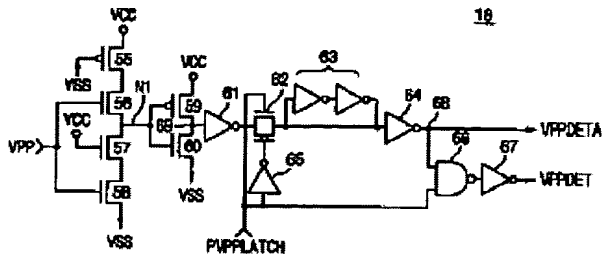 18
VCC
55
VSS
56
N1
VCC
VPP
57
58
VSS
VCC
59
68
60
VSS
61
62
63
64
68
65
66
67
VPPDETA
VPPDET
PVPPLATCH